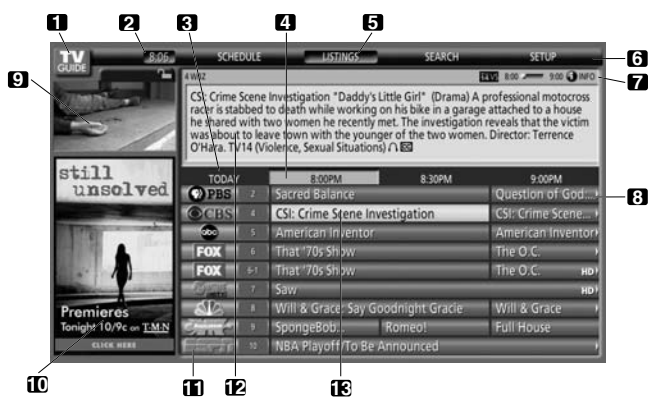 1 2 3 4 5
TV GUIDE 8:05 SCHEDULE LISTINGS SEARCH SETUP 6
4 WBZ 14 VS 8:00 9:00 INFO 7
9
CSI: Crime Scene Investigation "Daddy's Little Girl" (Drama) A professional motocross
racer is stabbed to death while working on his bike in a garage attached to a house
he shared with two women he recently met. The investigation reveals that the victim
was about to leave town with the younger of the two women. Director: Terrence
O'Hara. TV14 (Violence, Sexual Situations)
still
unsolved
TODAY 8:00PM 8:30PM 9:00PM
PBS 2 Sacred Balance Question of God... 8
CBS 4 CSI: Crime Scene Investigation CSI: Crime Scene...
abc 5 American Inventor American Inventor
FOX 6 That '70s Show The O.C.
FOX 6-1 That '70s Show The O.C. HD
7 Saw HD
8 Will & Grace: Say Goodnight Gracie Will & Grace
9 SpongeBob... Romeo! Full House
10 NBA Playoff/To Be Announced
Premieres
Tonight 10/9c on T-M-N
CLICK HERE
10 11 12 13